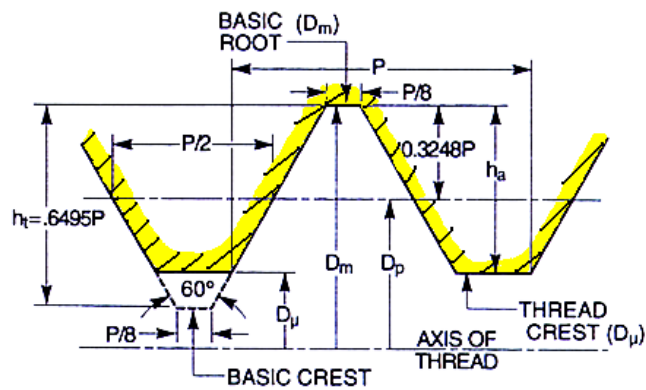 BASIC (Dm)
ROOT
P
P/8
P/2
0.3248P
ha
ht=.6495P
Dm
Dp
60°
Dμ
P/8
THREAD
CREST (Dμ)
AXIS OF
THREAD
BASIC CREST